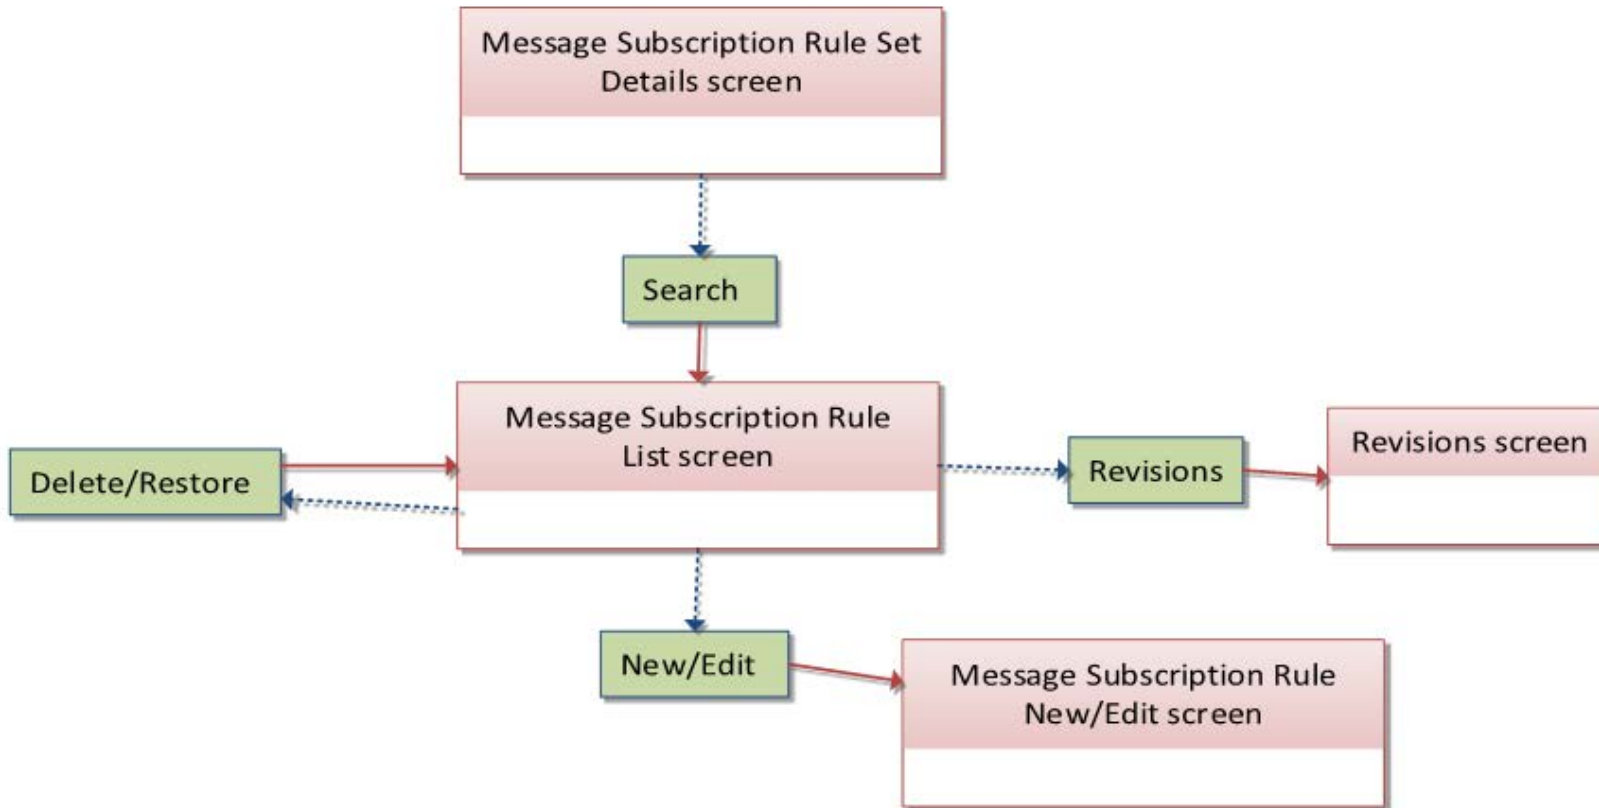 Message Subscription Rule Set
Details screen
Search
Message Subscription Rule
List screen
Delete/Restore
Revisions
Revisions screen
New/Edit
Message Subscription Rule
New/Edit screen